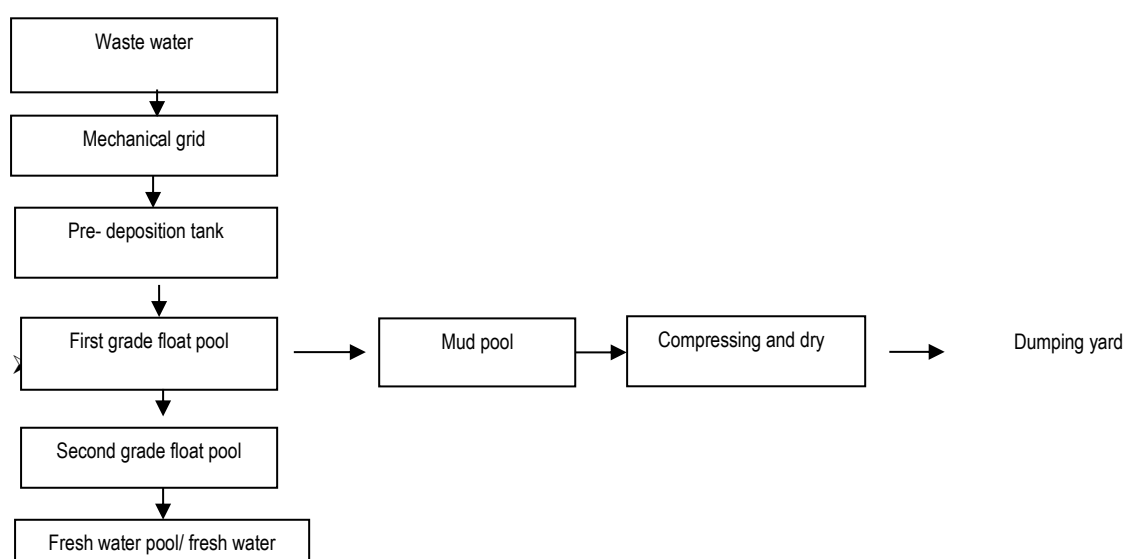 Waste water
Mechanical grid
Pre- deposition tank
First grade float pool
Mud pool
Compressing and dry
Dumping yard
Second grade float pool
Fresh water pool/ fresh water